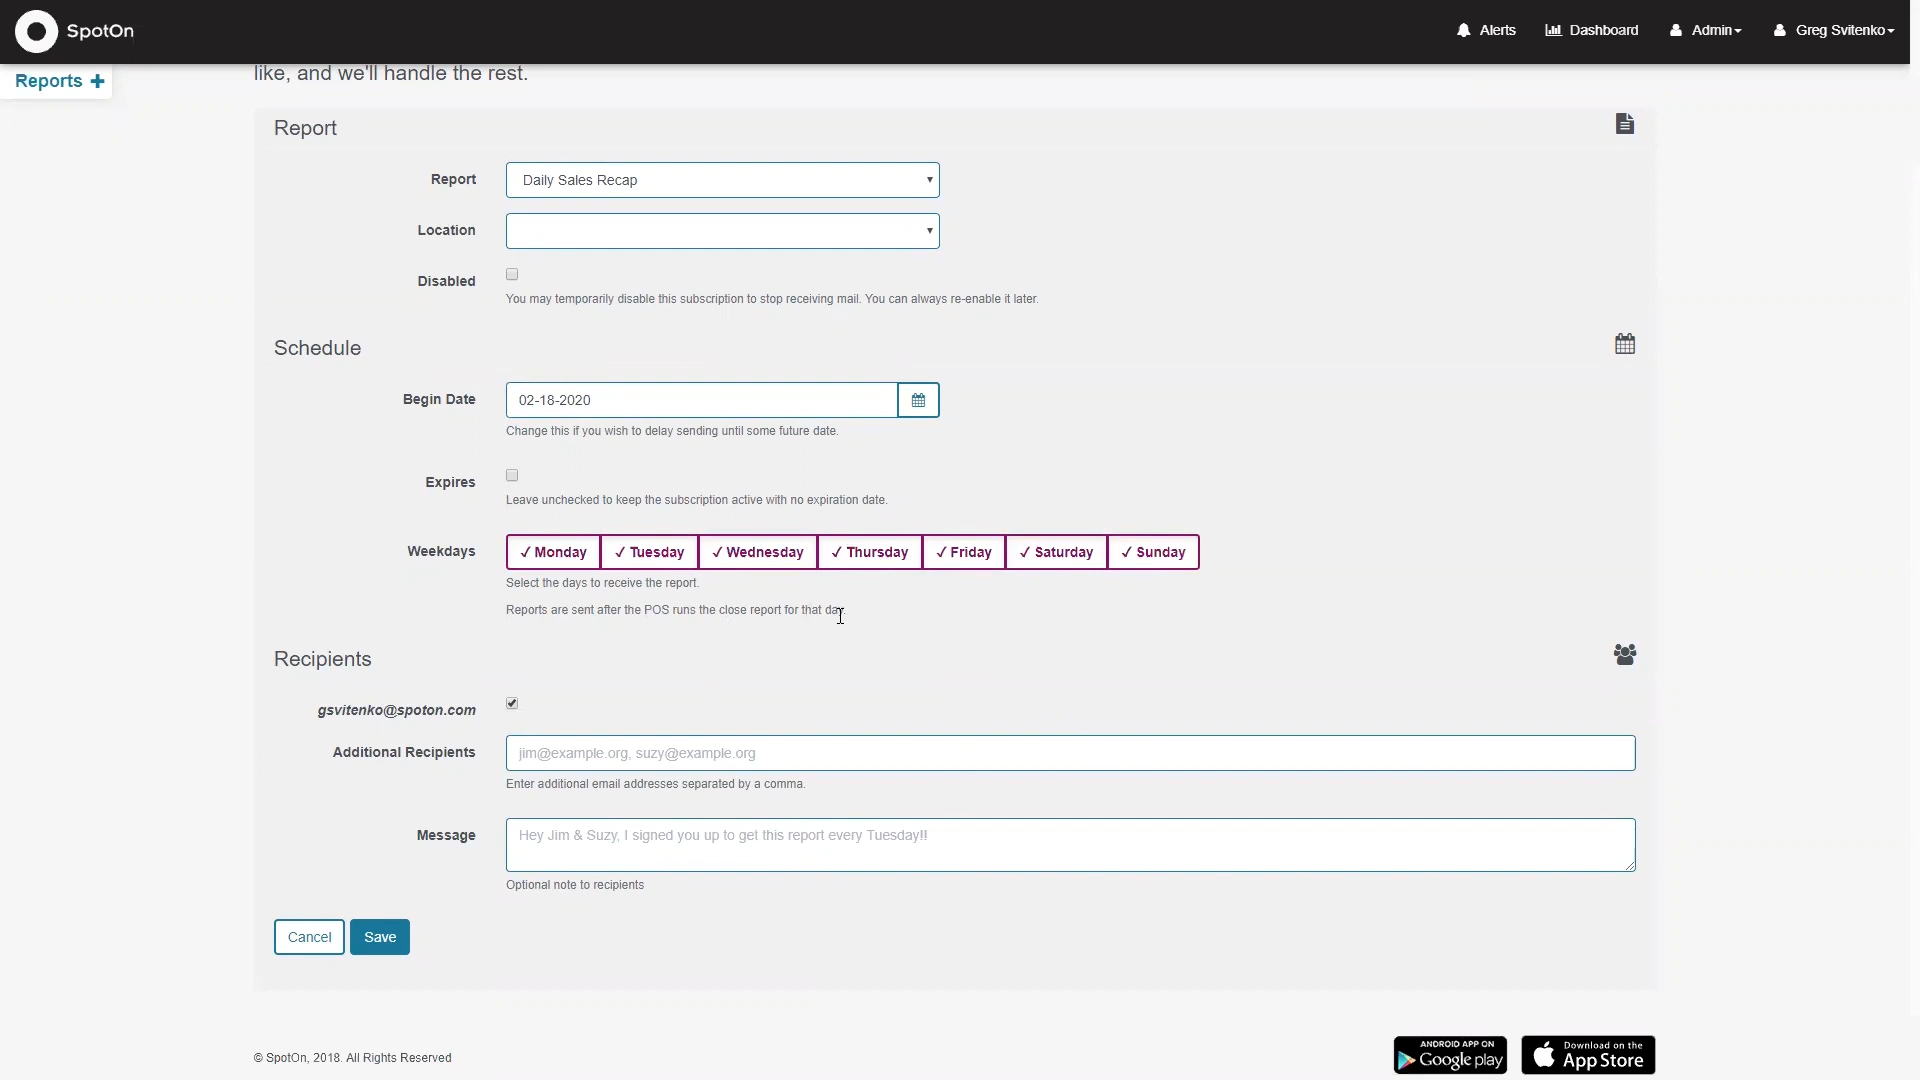 SpotOn
Alerts
Dashboard
Admin
Greg Svitenko
Reports
like, and we'll handle the rest.
Report
Report
Daily Sales Recap
Location
Disabled
You may temporarily disable this subscription to stop receiving mail. You can always re-enable it later.
Schedule
Begin Date
02-18-2020
Change this if you wish to delay sending until some future date.
Expires
Leave unchecked to keep the subscription active with no expiration date.
Weekdays
✓ Monday ✓ Tuesday ✓ Wednesday ✓ Thursday ✓ Friday ✓ Saturday ✓ Sunday
Select the days to receive the report.
Reports are sent after the POS runs the close report for that day.
Recipients
gsvitenko@spoton.com
Additional Recipients
jim@example.org, suzy@example.org
Enter additional email addresses separated by a comma.
Message
Hey Jim & Suzy, I signed you up to get this report every Tuesday!!
Optional note to recipients
Cancel
Save
© SpotOn, 2018. All Rights Reserved
ANDROID APP ON
Google play
Download on the
App Store